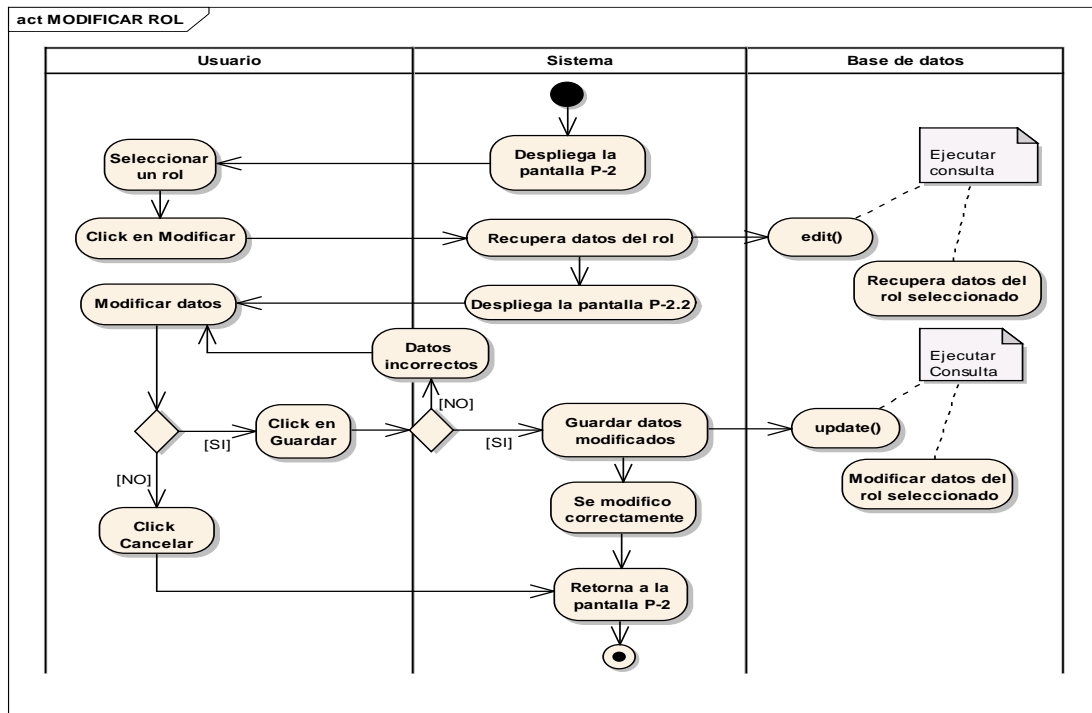 act MODIFICAR ROL
Usuario
Sistema
Base de datos
Seleccionar
un rol
Despliega la
pantalla P-2
Ejecutar
consulta
Click en Modificar
Recupera datos del rol
edit()
Recupera datos del
rol seleccionado
Modificar datos
Despliega la pantalla P-2.2
Datos
incorrectos
Ejecutar
Consulta
[NO]
Click en
Guardar
[SI]
Guardar datos
modificados
[SI]
update()
Modificar datos del
rol seleccionado
[NO]
Se modifico
correctamente
Click
Cancelar
Retorna a la
pantalla P-2